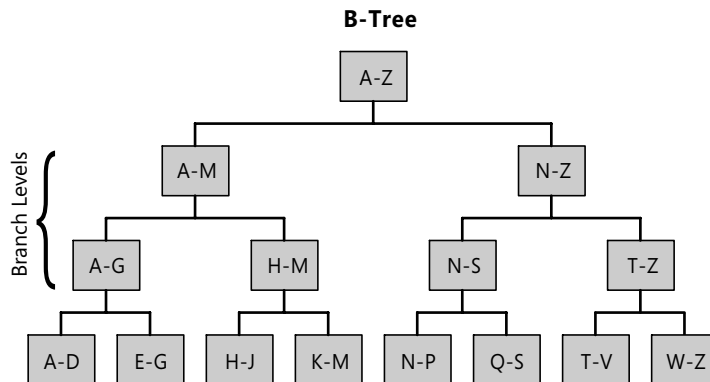 B-Tree
A-Z
Branch Levels
A-M
N-Z
A-G
H-M
N-S
T-Z
A-D
E-G
H-J
K-M
N-P
Q-S
T-V
W-Z